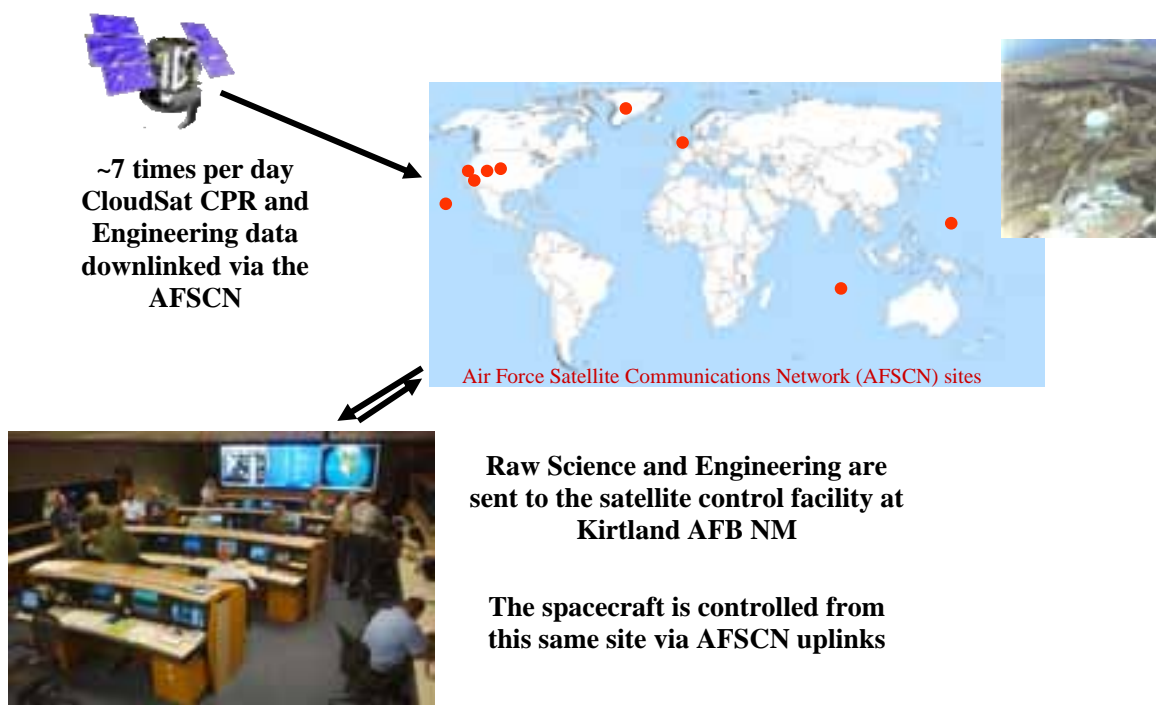 ~7 times per day
CloudSat CPR and
Engineering data
downlinked via the
AFSCN
Air Force Satellite Communications Network (AFSCN) sites
Raw Science and Engineering are
sent to the satellite control facility at
Kirtland AFB NM
The spacecraft is controlled from
this same site via AFSCN uplinks